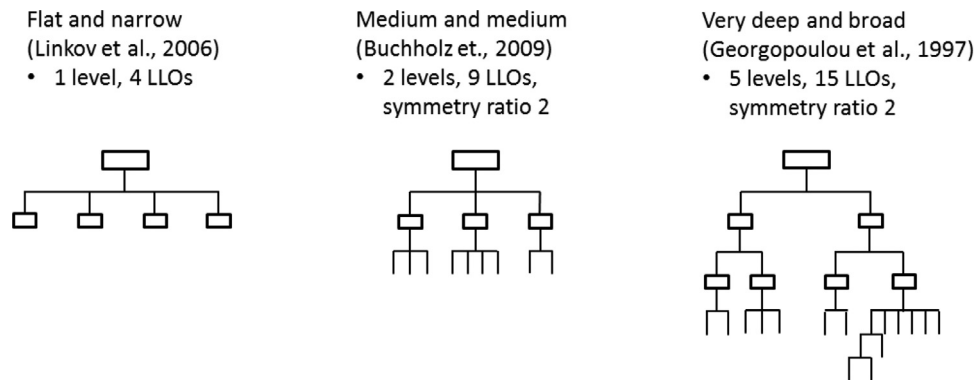 Flat and narrow
(Linkov et al., 2006)
• 1 level, 4 LLOs
Medium and medium
(Buchholz et., 2009)
• 2 levels, 9 LLOs,
symmetry ratio 2
Very deep and broad
(Georgopoulou et al., 1997)
• 5 levels, 15 LLOs,
symmetry ratio 2